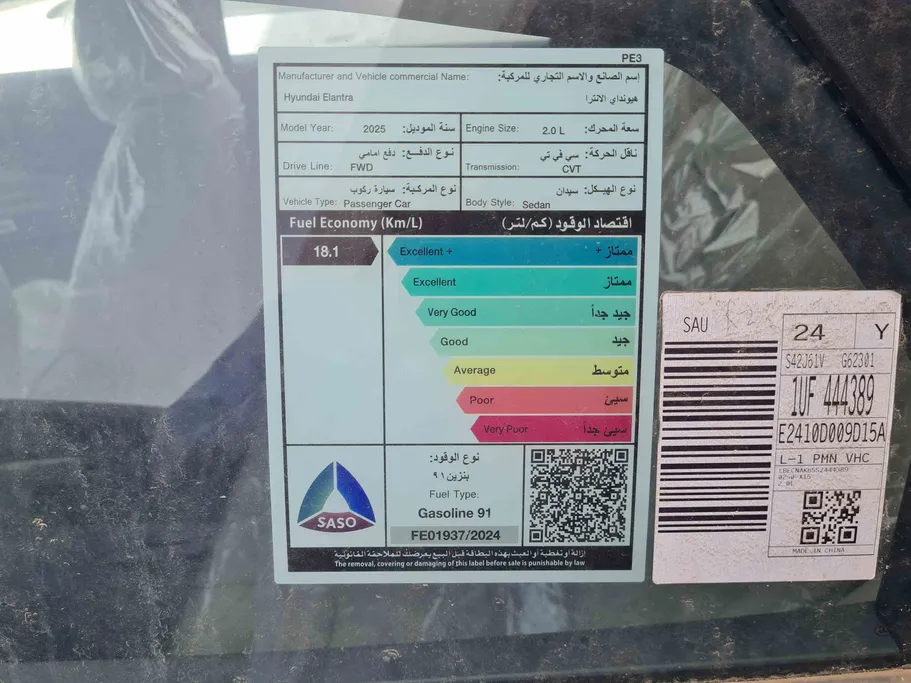 PE3
Manufacturer and Vehicle commercial Name: إسم الصانع والاسم التجاري للمركبة:
Hyundai Elantra هيونداي الانترا
Model Year: 2025 سنة الموديل:
Engine Size: 2.0 L سعة المحرك:
نوع الدفع: دفع امامي
Drive Line: FWD
ناقل الحركة: سي في تي
Transmission: CVT
نوع المركبة: سيارة ركوب
Vehicle Type: Passenger Car
نوع الهيكل: سيدان
Body Style: Sedan
Fuel Economy (Km/L) اقتصاد الوقود (كم/لتر)
18.1
Excellent + ممتاز +
Excellent ممتاز
Very Good جيد جداً
Good جيد
Average متوسط
Poor سيئ
Very Poor سيئ جداً
نوع الوقود:
بنزين ٩١
Fuel Type:
Gasoline 91
FE01937/2024
SASO
إزالة أو تغطية أو العبث بهذه البطاقة قبل البيع يعرضك للملاحقة القانونية
The removal, covering or damaging of this label before sale is punishable by law
SAU
24 Y
S42J61V G62301
1UF 444389
E2410D009D15A
L-1 PMN VHC
2.0L
MADE IN CHINA